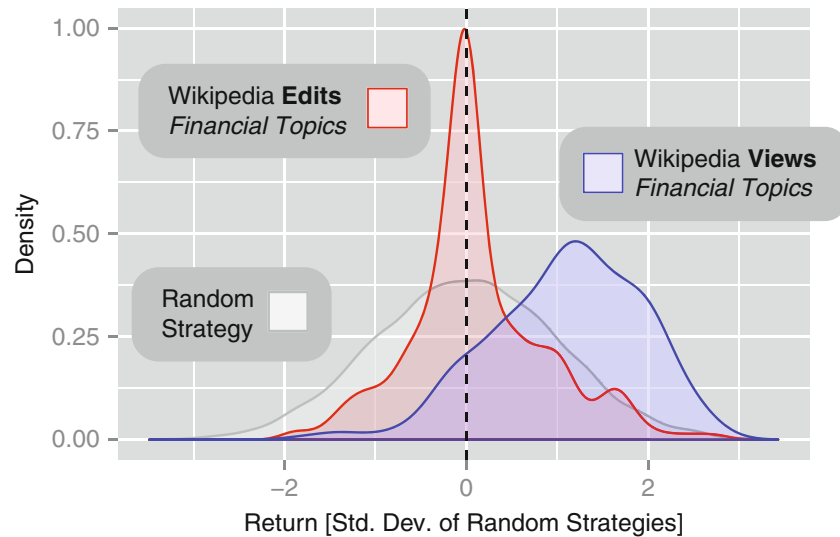 1.00
Wikipedia Edits
Financial Topics
0.75
Wikipedia Views
Financial Topics
Density
0.50
Random
Strategy
0.25
0.00
−2
0
2
Return [Std. Dev. of Random Strategies]